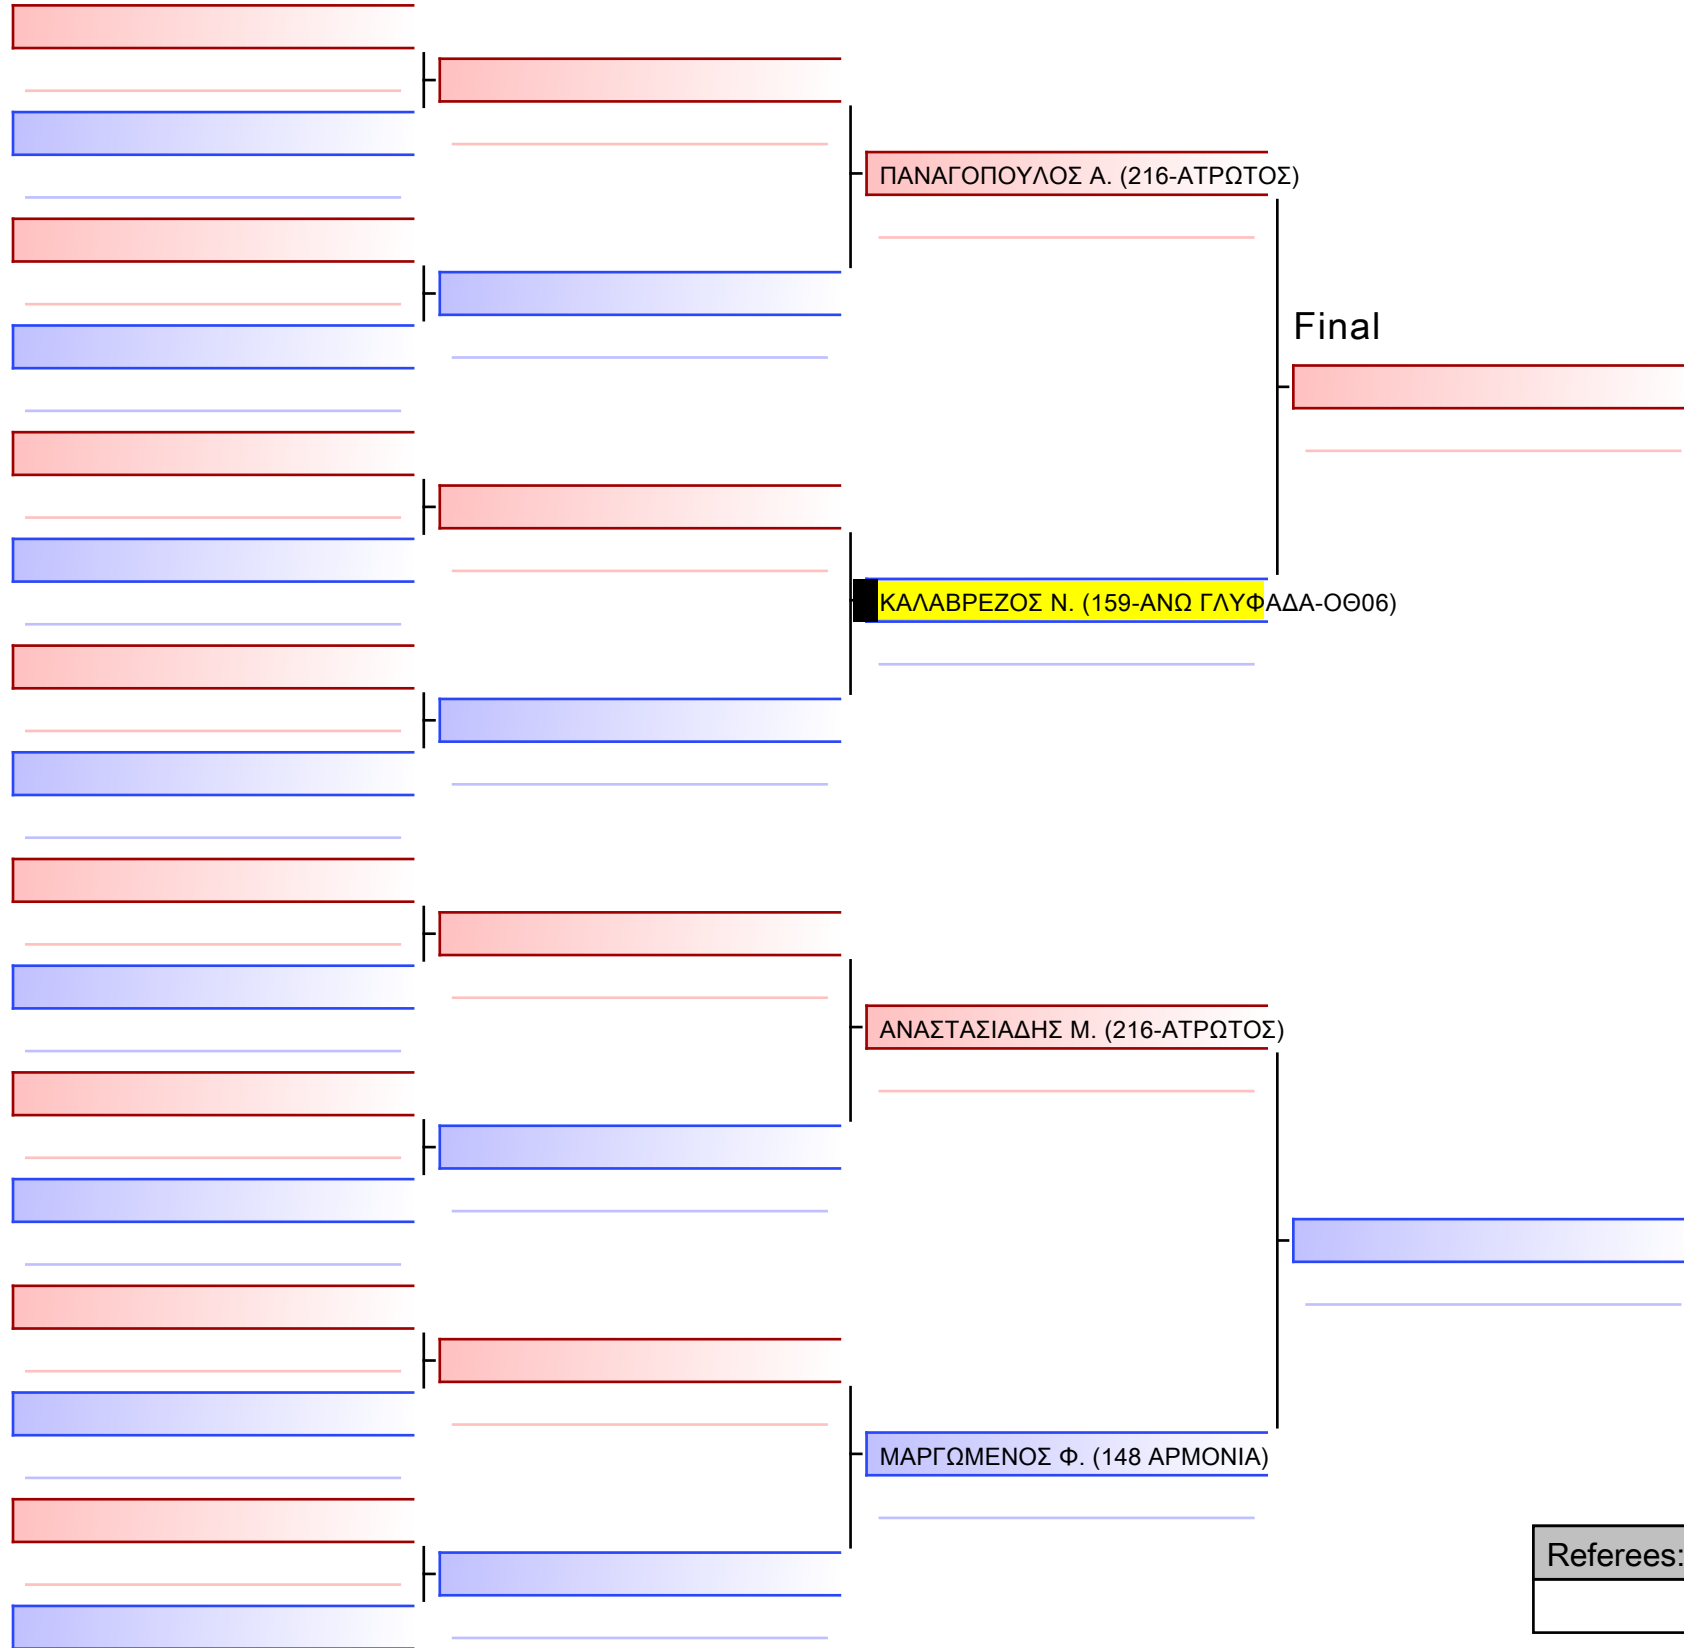 ΠΑΝΑΓΟΠΟΥΛΟΣ Α. (216-ΑΤΡΩΤΟΣ)
Final
ΚΑΛΑΒΡΕΖΟΣ Ν. (159-ΑΝΩ ΓΛΥΦΑΔΑ-ΟΘ06)
ΑΝΑΣΤΑΣΙΑΔΗΣ Μ. (216-ΑΤΡΩΤΟΣ)
ΜΑΡΓΩΜΕΝΟΣ Φ. (148 ΑΡΜΟΝΙΑ)
Referees: